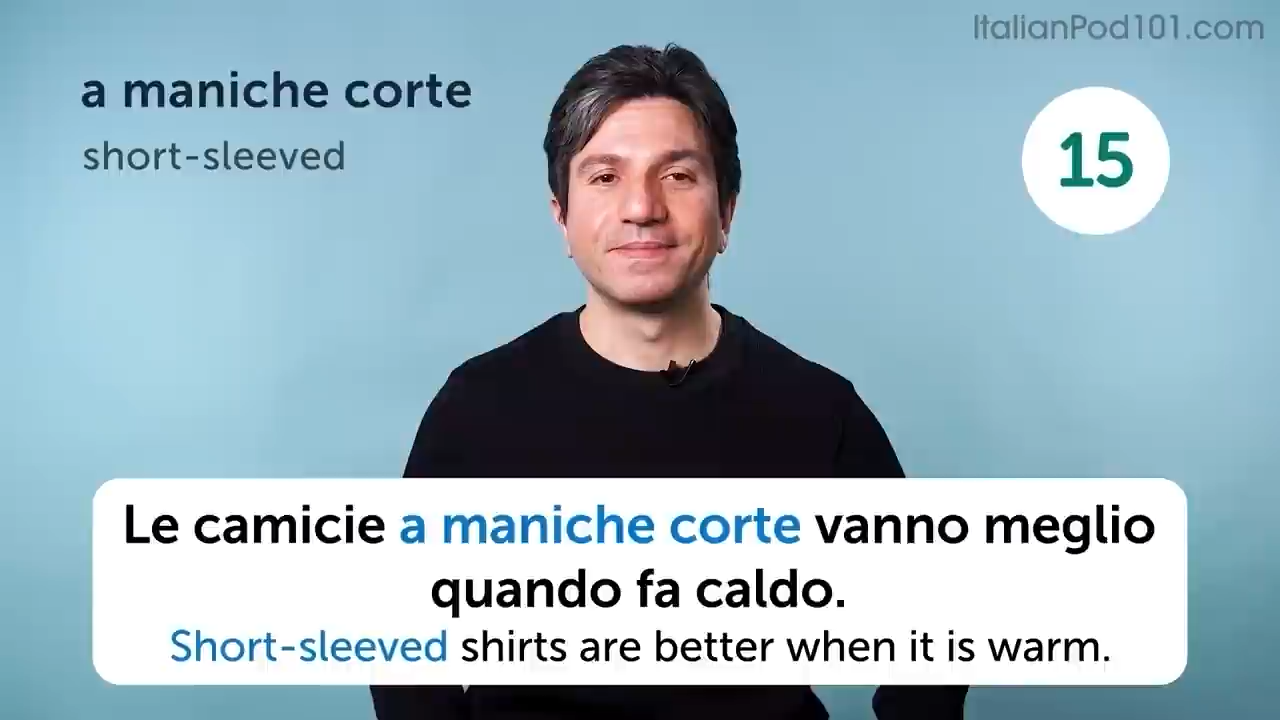 ItalianPod101.com
a maniche corte
short-sleeved
15
Le camicie a maniche corte vanno meglio
quando fa caldo.
Short-sleeved shirts are better when it is warm.